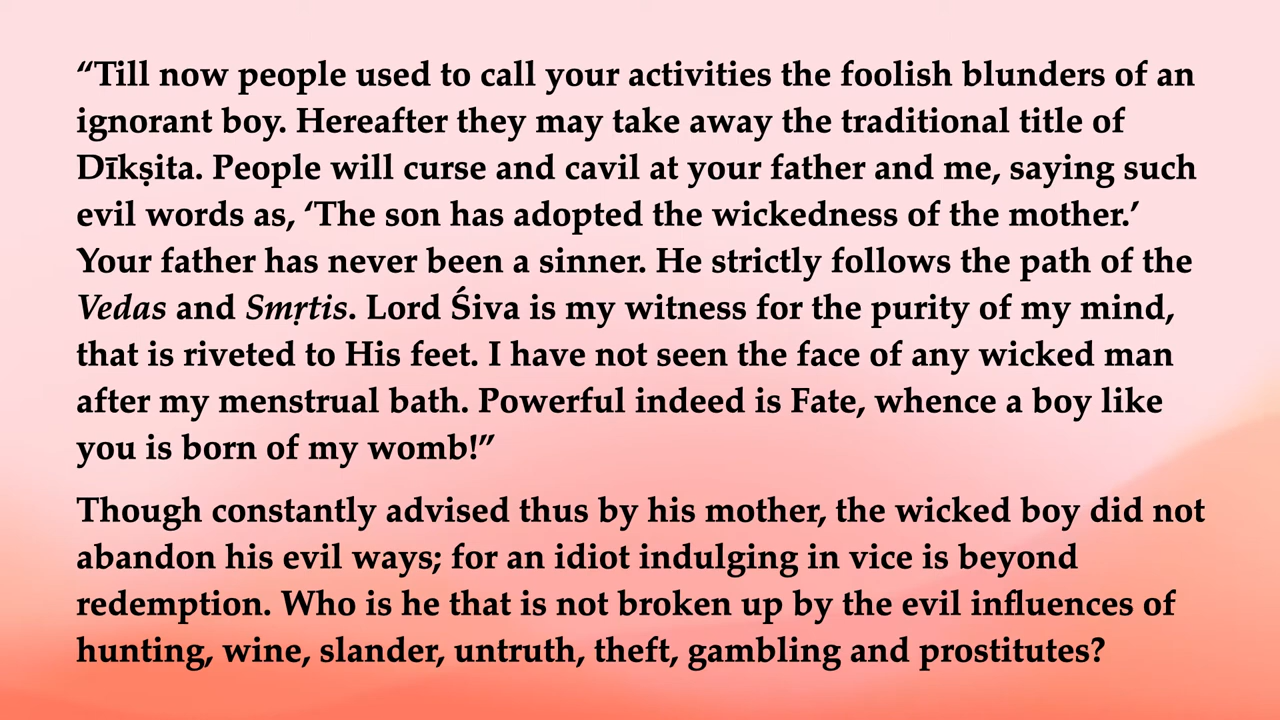 “Till now people used to call your activities the foolish blunders of an
ignorant boy. Hereafter they may take away the traditional title of
Dīkṣita. People will curse and cavil at your father and me, saying such
evil words as, ‘The son has adopted the wickedness of the mother.’
Your father has never been a sinner. He strictly follows the path of the
Vedas and Smṛtis. Lord Śiva is my witness for the purity of my mind,
that is riveted to His feet. I have not seen the face of any wicked man
after my menstrual bath. Powerful indeed is Fate, whence a boy like
you is born of my womb!”
Though constantly advised thus by his mother, the wicked boy did not
abandon his evil ways; for an idiot indulging in vice is beyond
redemption. Who is he that is not broken up by the evil influences of
hunting, wine, slander, untruth, theft, gambling and prostitutes?